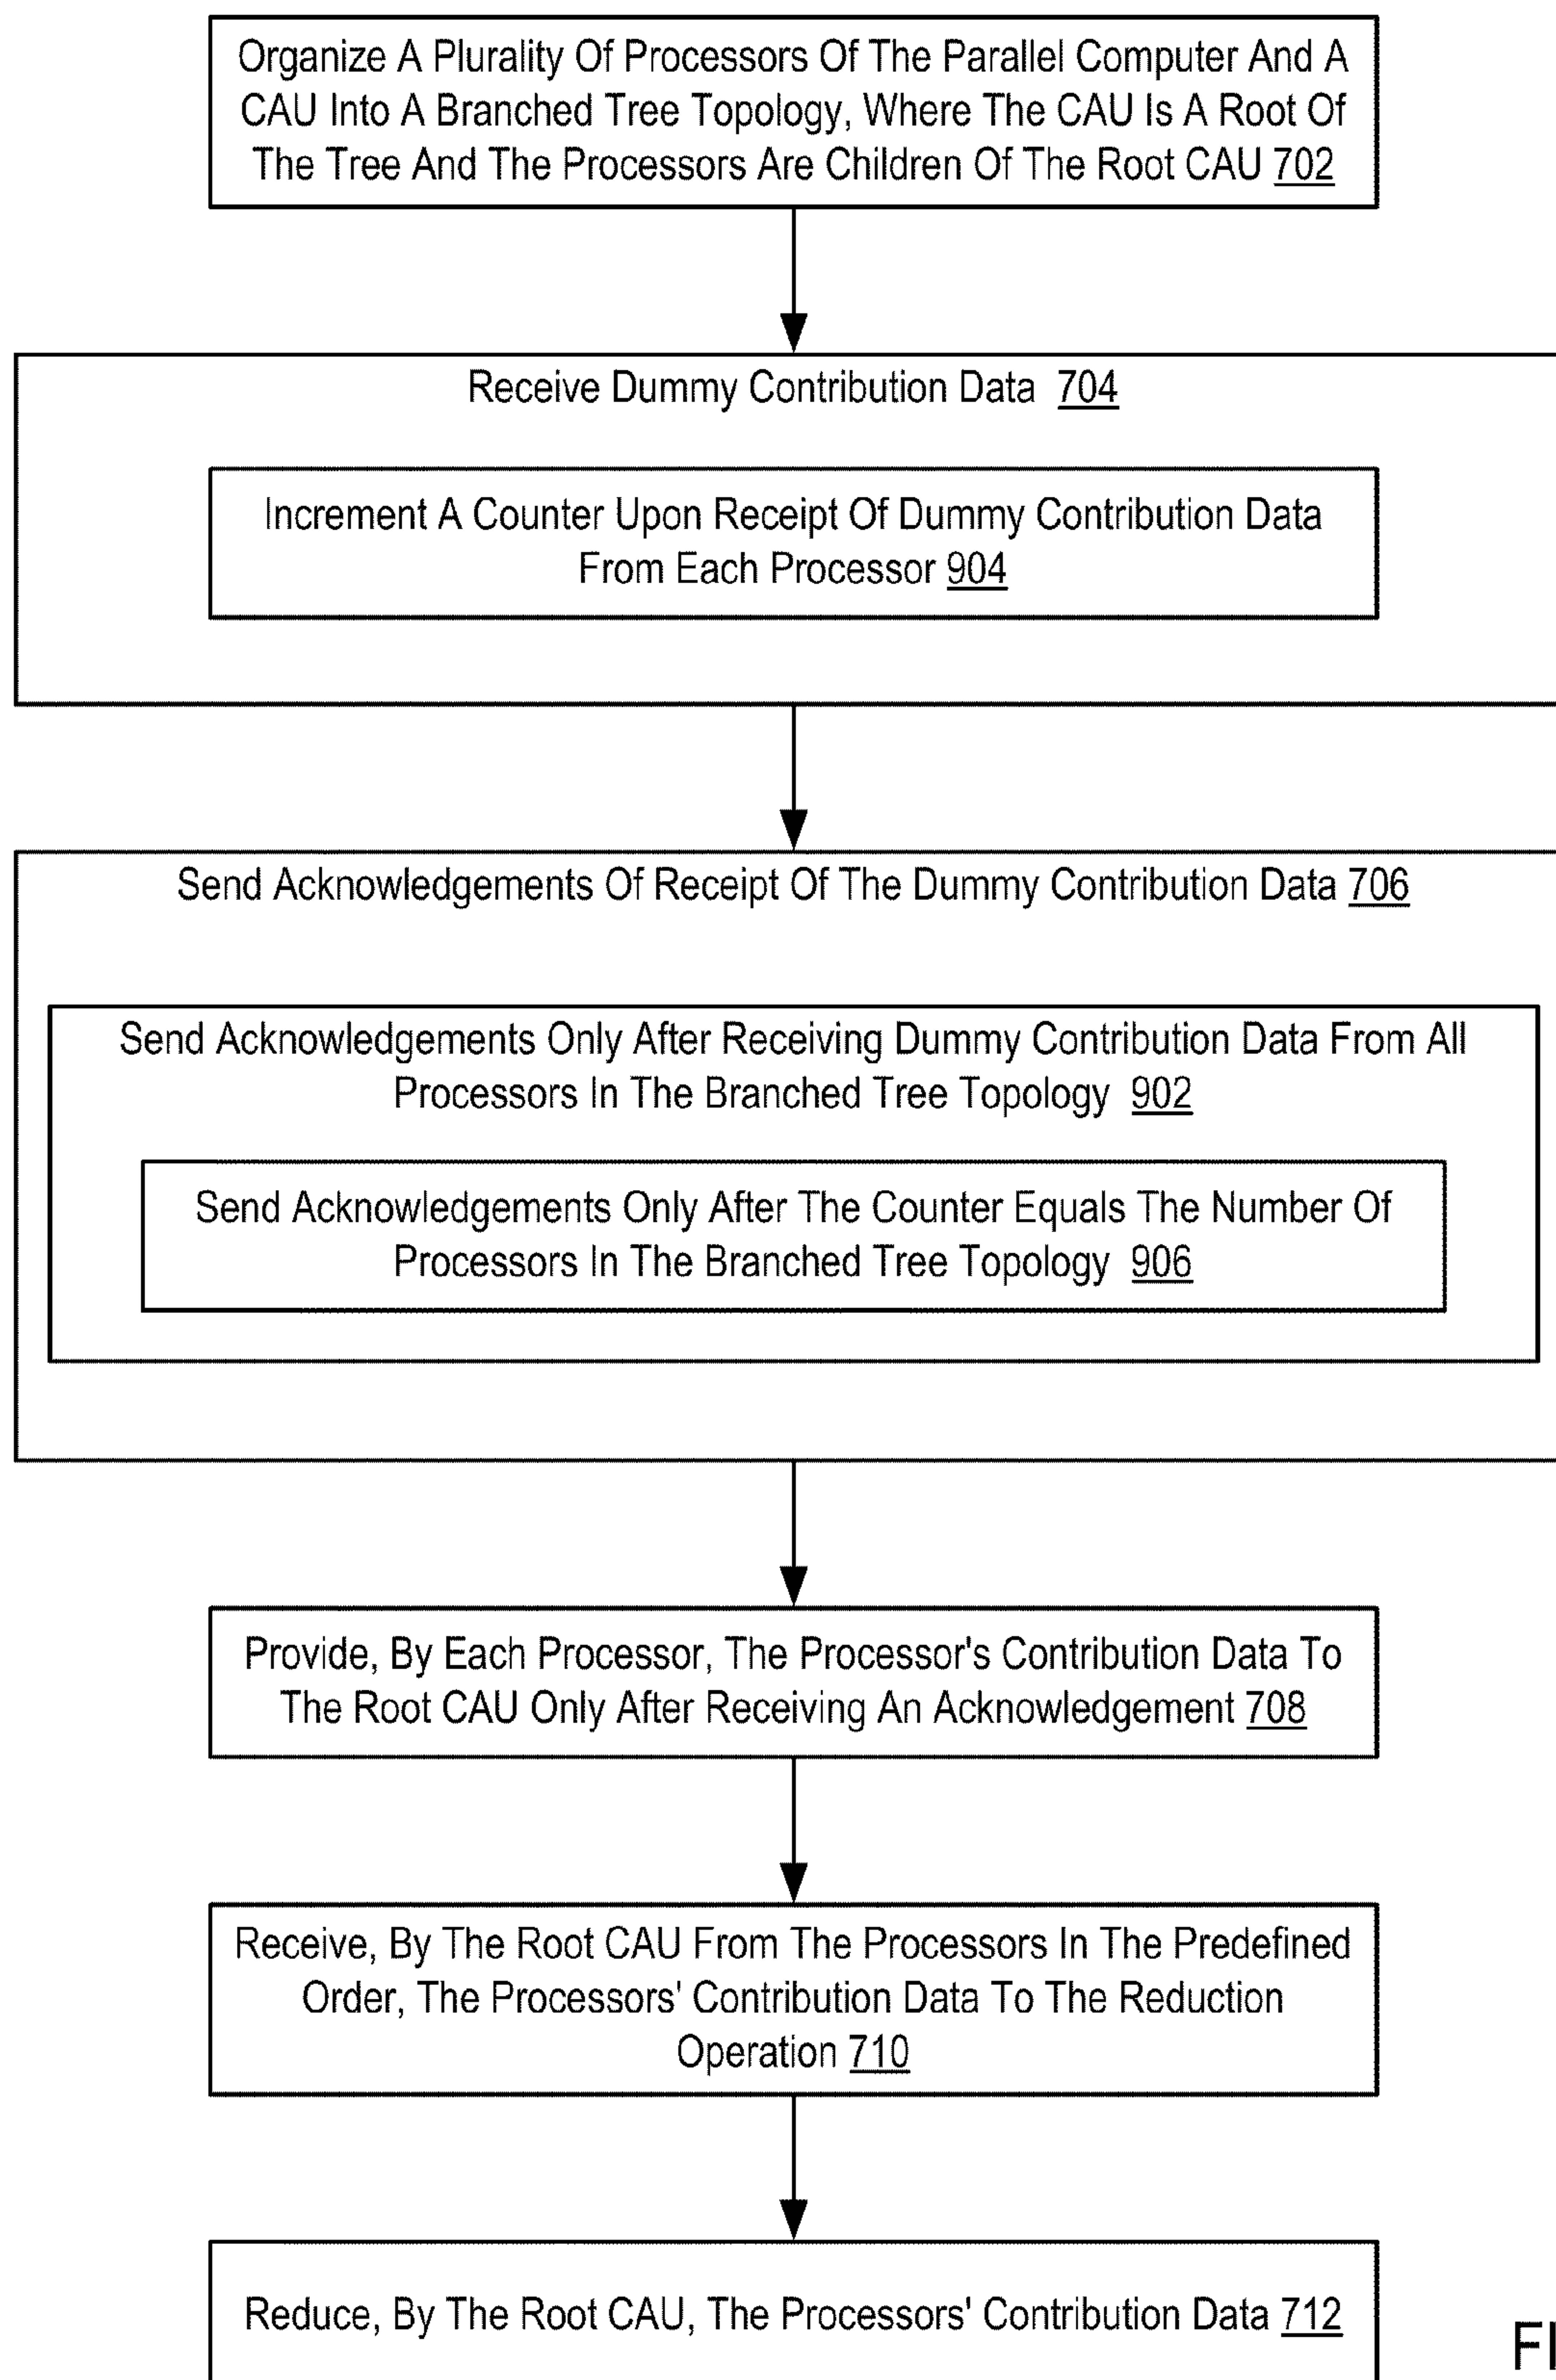 Organize A Plurality Of Processors Of The Parallel Computer And A
CAU Into A Branched Tree Topology, Where The CAU Is A Root Of
The Tree And The Processors Are Children Of The Root CAU 702
Receive Dummy Contribution Data 704
Increment A Counter Upon Receipt Of Dummy Contribution Data
From Each Processor 904
Send Acknowledgements Of Receipt Of The Dummy Contribution Data 706
Send Acknowledgements Only After Receiving Dummy Contribution Data From All
Processors In The Branched Tree Topology 902
Send Acknowledgements Only After The Counter Equals The Number Of
Processors In The Branched Tree Topology 906
Provide, By Each Processor, The Processor's Contribution Data To
The Root CAU Only After Receiving An Acknowledgement 708
Receive, By The Root CAU From The Processors In The Predefined
Order, The Processors' Contribution Data To The Reduction
Operation 710
Reduce, By The Root CAU, The Processors' Contribution Data 712